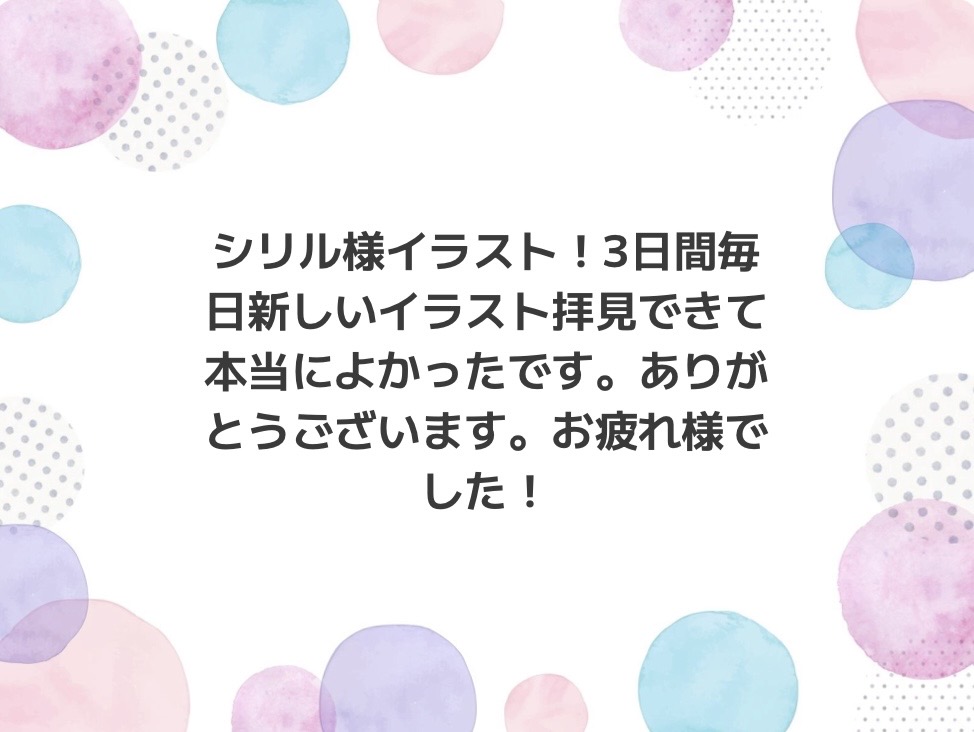 シリル様イラスト！3日間毎
日新しいイラスト拝見できて
本当によかったです。ありが
とうございます。お疲れ様で
した！